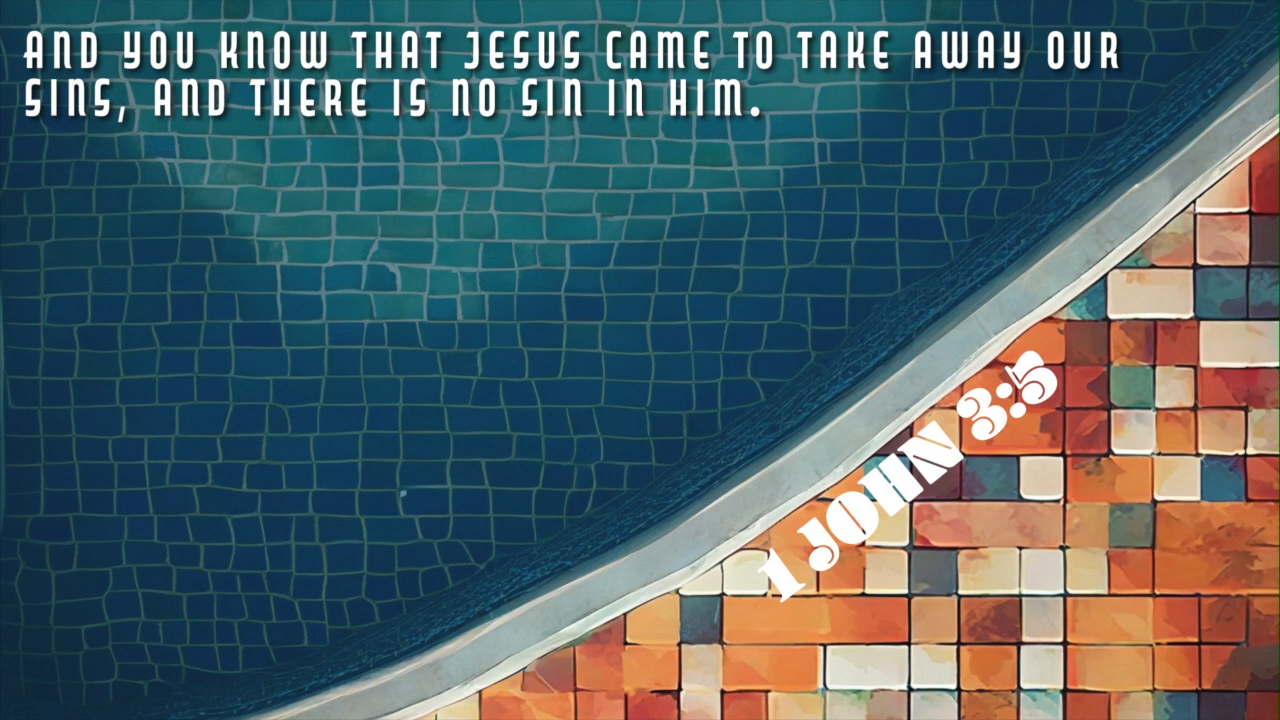 AND YOU KNOW THAT JESUS CAME TO TAKE AWAY OUR
SINS, AND THERE IS NO SIN IN HIM.
1 JOHN 3:5